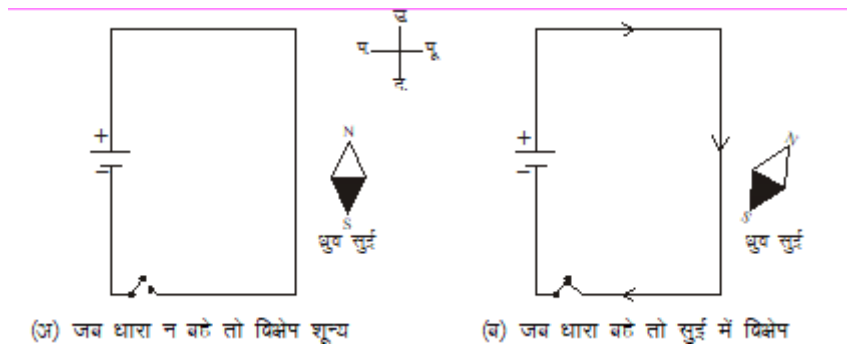 उ
प पू
द
+
−
N
S
ध्रुव सुई
(अ) जब धारा न बहे तो विक्षेप शून्य
+
−
N
S
ध्रुव सुई
(ब) जब धारा बहे तो सुई में विक्षेप